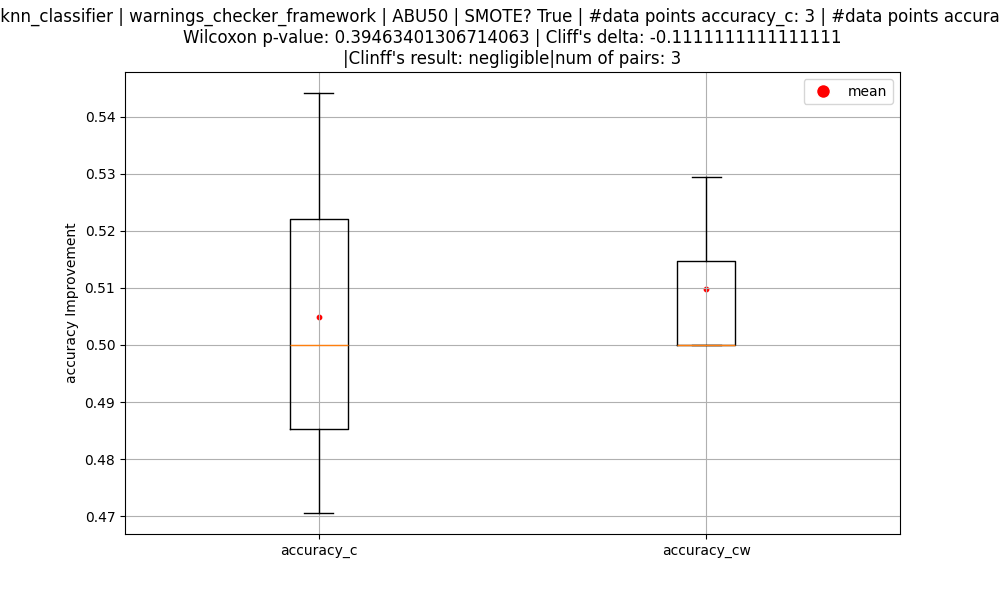 knn_classifier | warnings_checker_framework | ABU50 | SMOTE? True | #data points accuracy_c: 3 | #data points accura
Wilcoxon p-value: 0.39463401306714063 | Cliff's delta: -0.1111111111111111
|Clinff's result: negligible|num of pairs: 3
mean
0.54
0.53
0.52
0.51
0.50
0.49
0.48
0.47
accuracy Improvement
accuracy_c
accuracy_cw